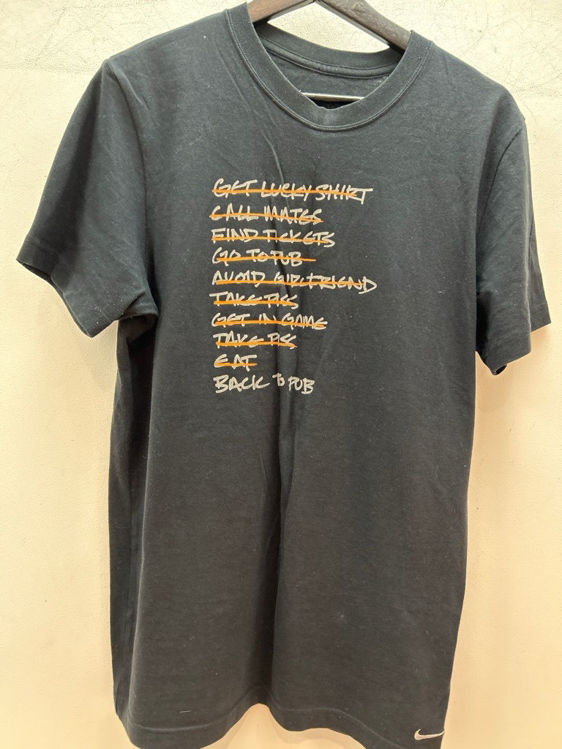 GET LUCKY SHIRT
CALL MATES
FIND TICKETS
GO TO PUB
AVOID GIRLFRIEND
TAKE PISS
GET IN GAME
TAKE PISS
EAT
BACK TO PUB